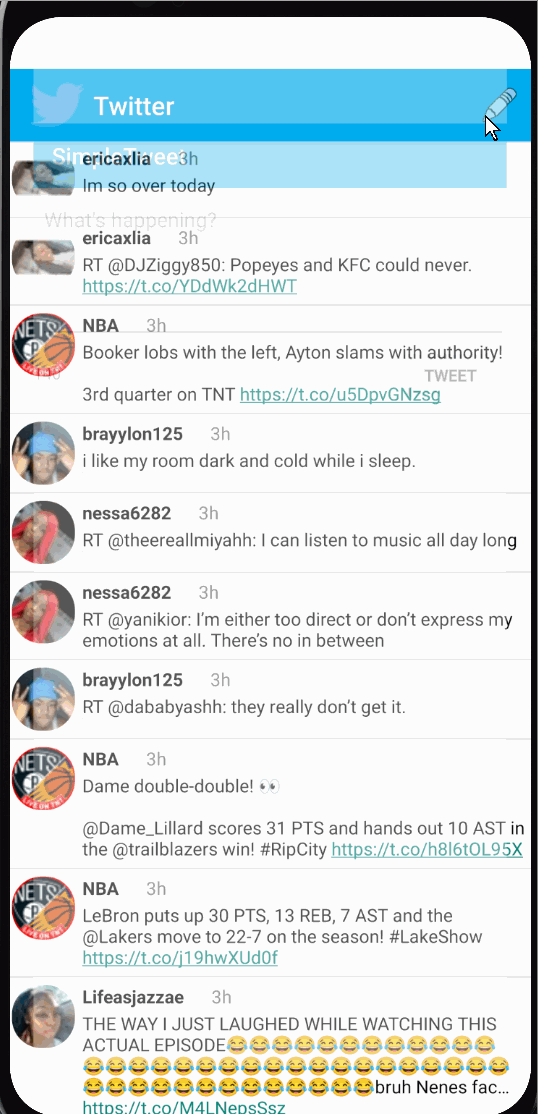 Twitter
SimpleTweet
ericaxlia 3h
Im so over today
What's happening?
ericaxlia 3h
RT @DJZiggy850: Popeyes and KFC could never.
https://t.co/YDdWk2dHWT
NBA 3h
Booker lobs with the left, Ayton slams with authority!
TWEET
3rd quarter on TNT https://t.co/u5DpvGNzsg
brayylon125 3h
i like my room dark and cold while i sleep.
nessa6282 3h
RT @theereallmiyahh: I can listen to music all day long
nessa6282 3h
RT @yanikior: I’m either too direct or don’t express my
emotions at all. There’s no in between
brayylon125 3h
RT @dababyashh: they really don’t get it.
NBA 3h
Dame double-double! 👀
@Dame_Lillard scores 31 PTS and hands out 10 AST in
the @trailblazers win! #RipCity https://t.co/h8l6tOL95X
NBA 3h
LeBron puts up 30 PTS, 13 REB, 7 AST and the
@Lakers move to 22-7 on the season! #LakeShow
https://t.co/j19hwXUd0f
Lifeasjazzae 3h
THE WAY I JUST LAUGHED WHILE WATCHING THIS
ACTUAL EPISODE😂😂😂😂😂😂😂😂😂😂😂😂
😂😂😂😂😂😂😂😂😂😂😂😂😂😂😂😂😂😂😂
😂😂😂😂😂😂😂😂😂😂😂😂😂bruh Nenes fac…
https://t.co/M4LNepsSsz